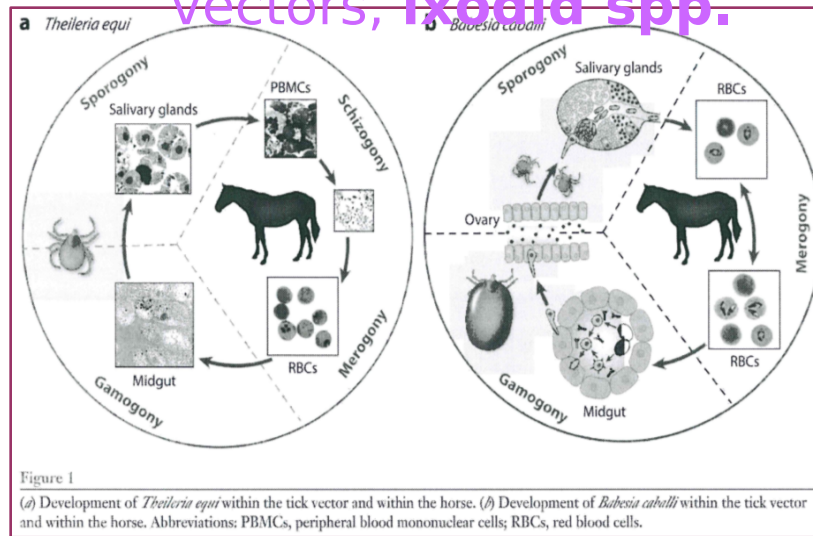 vectors, ixodid spp.
a Theileria equi
Sporogony
Salivary glands
PBMCs
Schizogony
Merogony
RBCs
Midgut
Gamogony
b Babesia caballi
Sporogony
Salivary glands
RBCs
Ovary
Merogony
RBCs
Midgut
Gamogony
Figure 1
(a) Development of Theileria equi within the tick vector and within the horse. (b) Development of Babesia caballi within the tick vector
and within the horse. Abbreviations: PBMCs, peripheral blood mononuclear cells; RBCs, red blood cells.